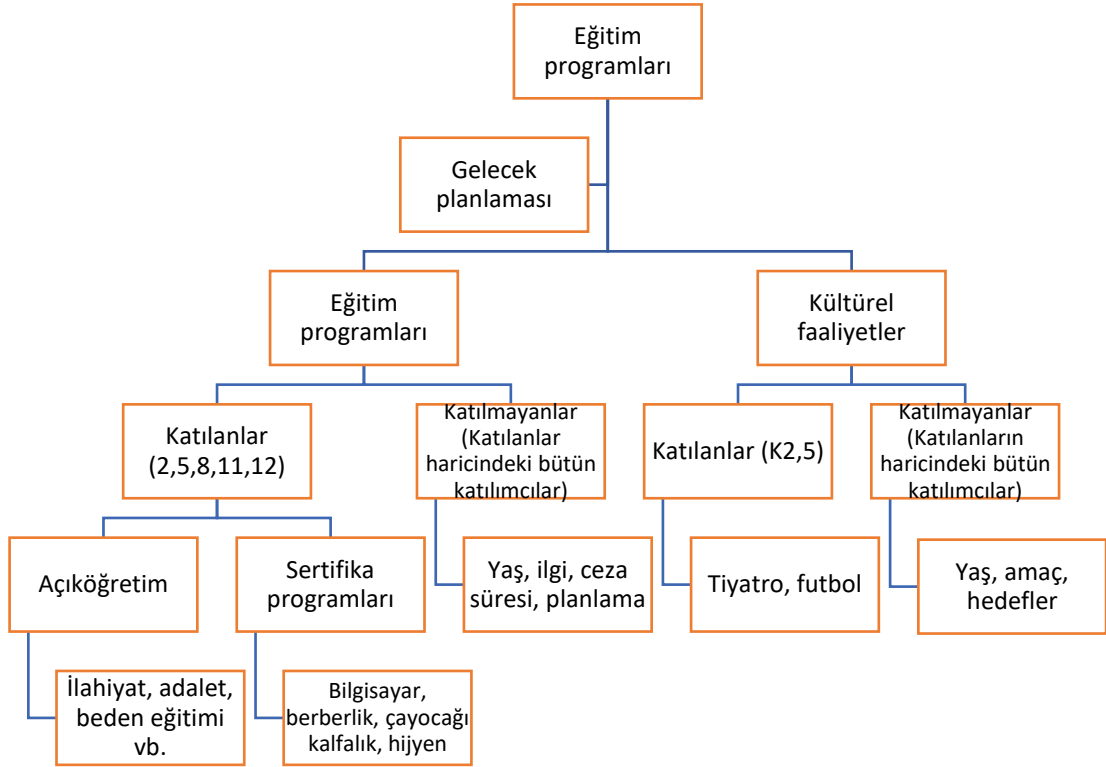 Eğitim
programları
Gelecek
planlaması
Eğitim
programları
Kültürel
faaliyetler
Katılanlar
(2,5,8,11,12)
Katılmayanlar
(Katılanlar
haricindeki bütün
katılımcılar)
Katılanlar (K2,5)
Katılmayanlar
(Katılanların
haricindeki bütün
katılımcılar)
Açıköğretim
Sertifika
programları
Yaş, ilgi, ceza
süresi, planlama
Tiyatro, futbol
Yaş, amaç,
hedefler
İlahiyat, adalet,
beden eğitimi
vb.
Bilgisayar,
berberlik, çayocağı
kalfalık, hijyen